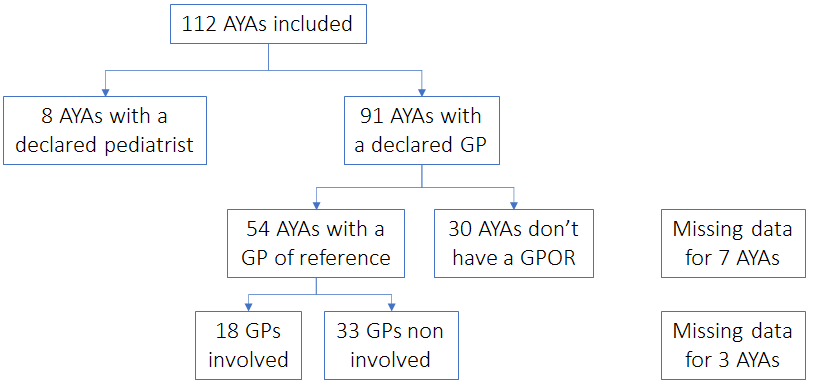 112 AYAs included
8 AYAs with a
declared pediatrist
91 AYAs with
a declared GP
54 AYAs with a
GP of reference
30 AYAs don’t
have a GPOR
Missing data
for 7 AYAs
18 GPs
involved
33 GPs non
involved
Missing data
for 3 AYAs